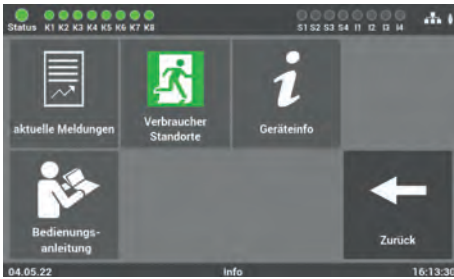 Status K1 K2 K3 K4 K5 K6 K7 K8 S1 S2 S3 S4 I1 I2 I3 I4
aktuelle Meldungen
Verbraucher
Standorte
Geräteinfo
Bedienungs-
anleitung
Zurück
04.05.22 Info 16:13:30